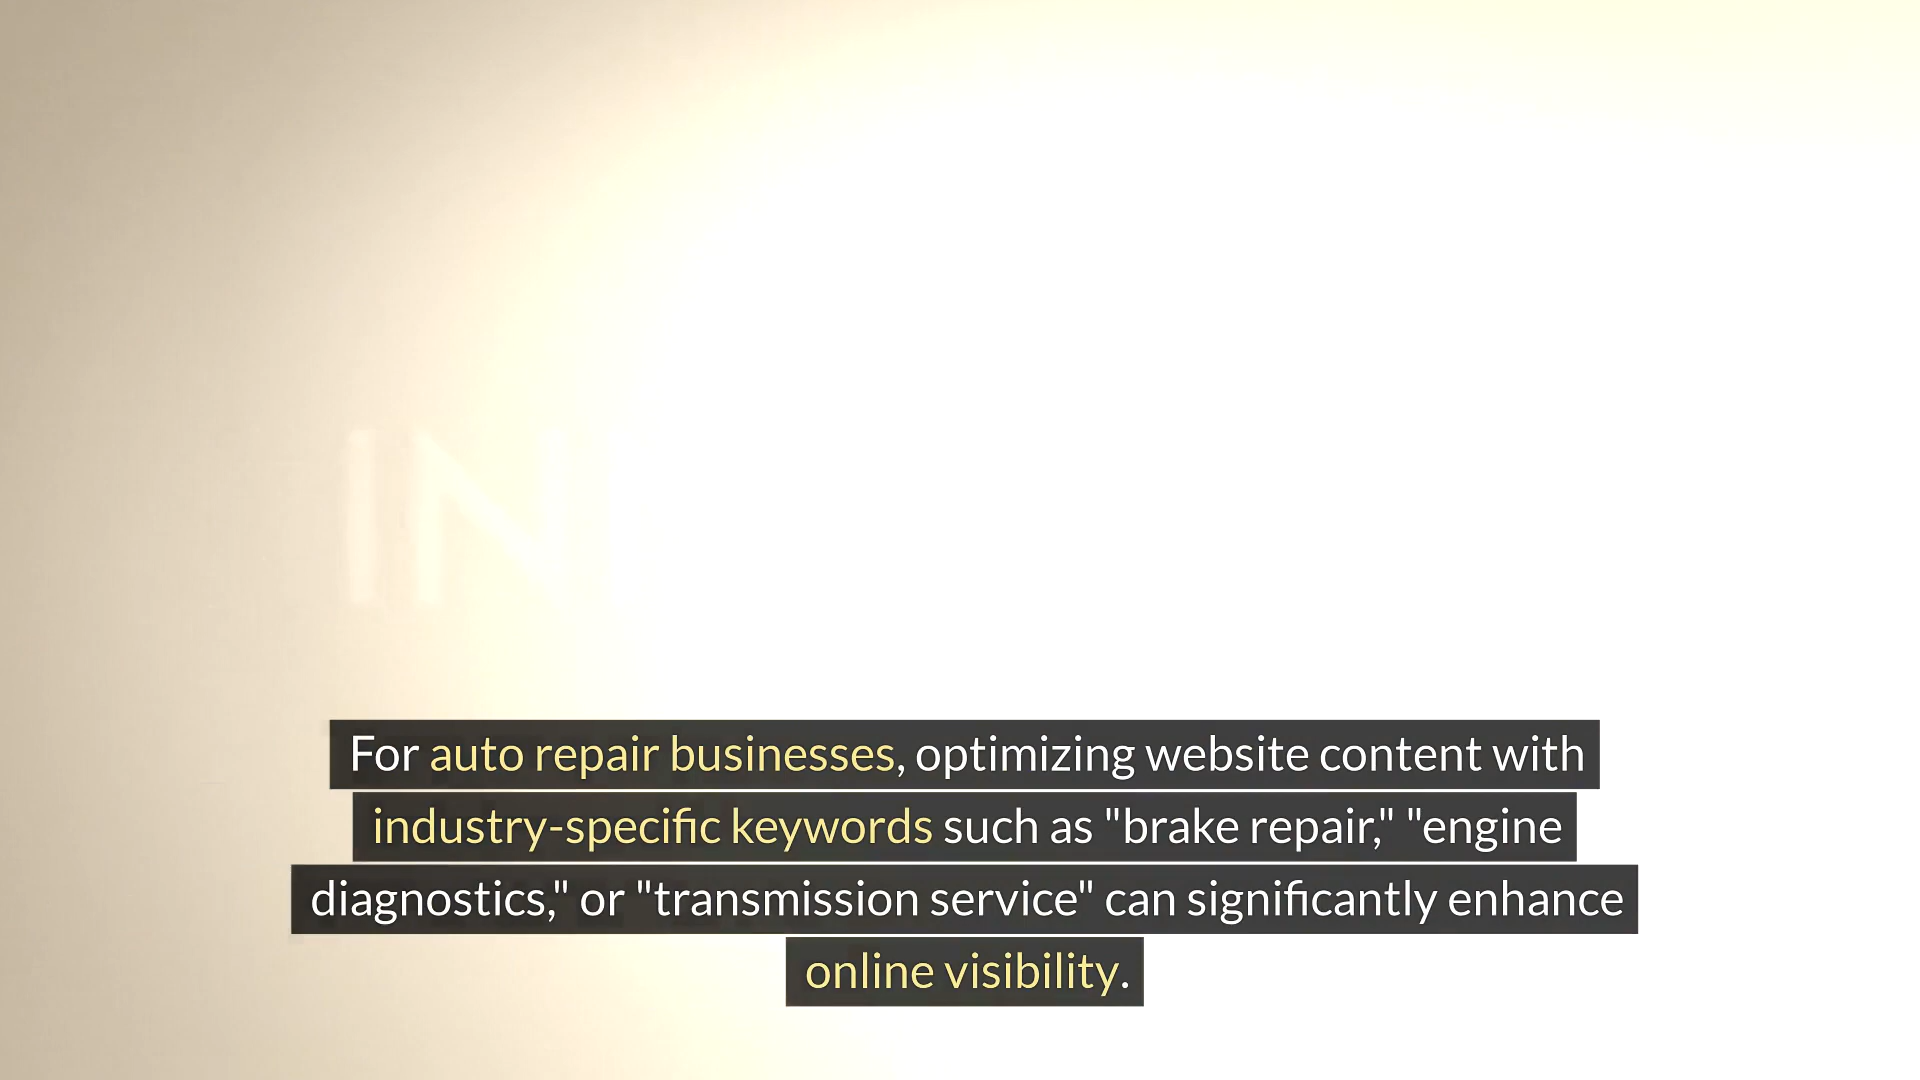 IN
For auto repair businesses, optimizing website content with
industry-specific keywords such as "brake repair," "engine
diagnostics," or "transmission service" can significantly enhance
online visibility.